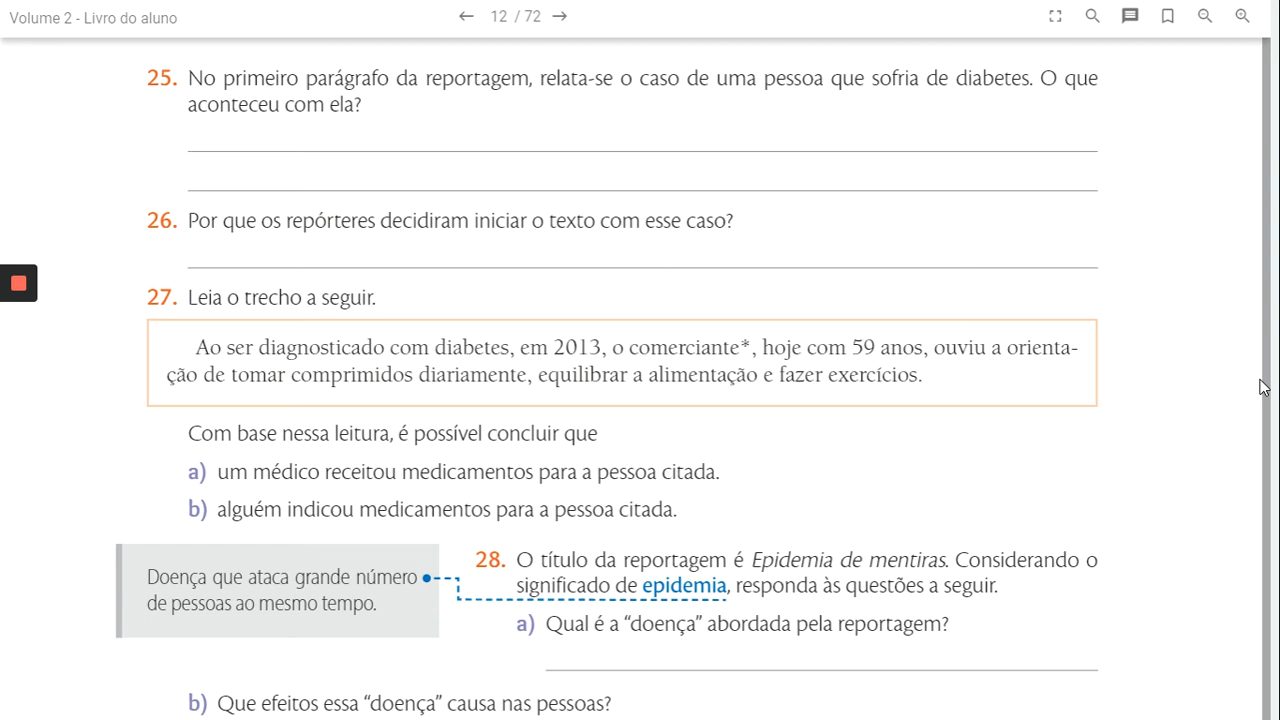 Volume 2 - Livro do aluno
12 / 72
25. No primeiro parágrafo da reportagem, relata-se o caso de uma pessoa que sofria de diabetes. O que
aconteceu com ela?
26. Por que os repórteres decidiram iniciar o texto com esse caso?
27. Leia o trecho a seguir.
Ao ser diagnosticado com diabetes, em 2013, o comerciante*, hoje com 59 anos, ouviu a orienta-
ção de tomar comprimidos diariamente, equilibrar a alimentação e fazer exercícios.
Com base nessa leitura, é possível concluir que
a) um médico receitou medicamentos para a pessoa citada.
b) alguém indicou medicamentos para a pessoa citada.
Doença que ataca grande número
de pessoas ao mesmo tempo.
28. O título da reportagem é Epidemia de mentiras. Considerando o
significado de epidemia, responda às questões a seguir.
a) Qual é a “doença” abordada pela reportagem?
b) Que efeitos essa “doença” causa nas pessoas?